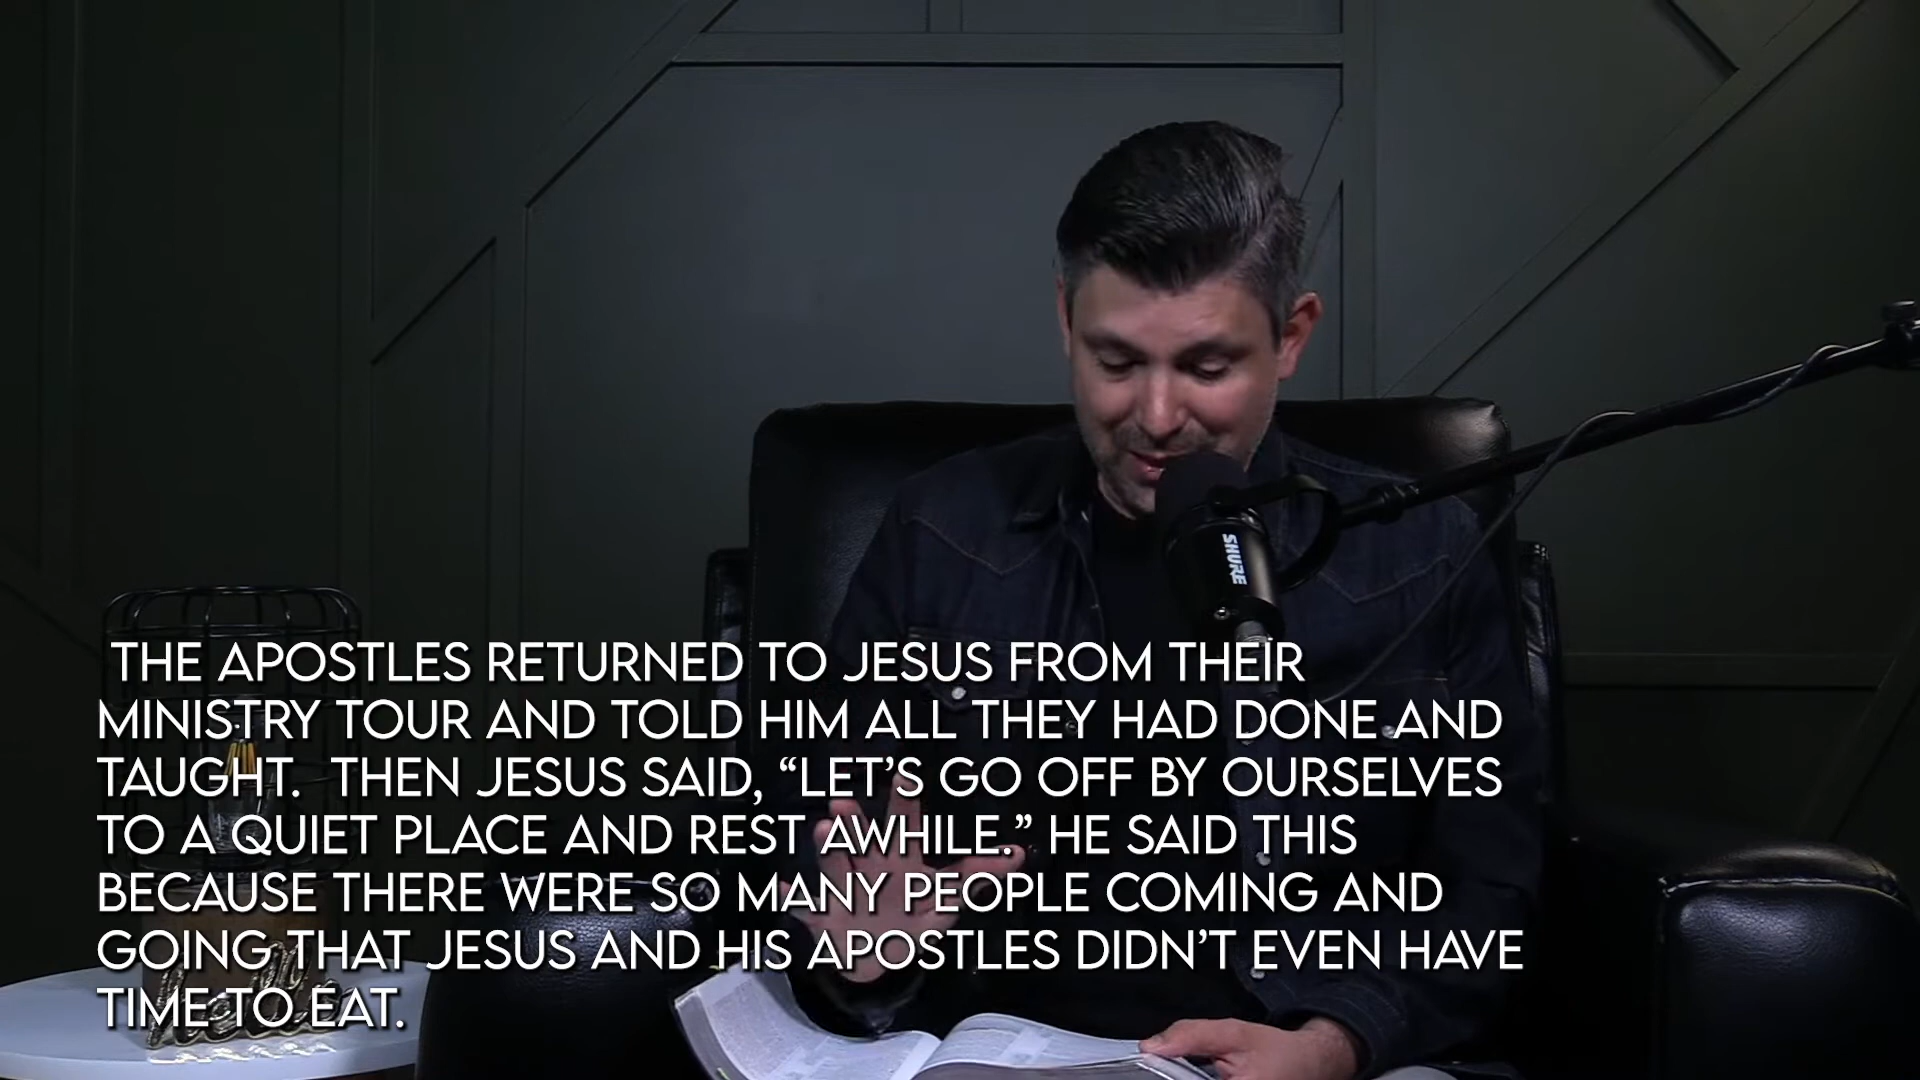 SHURE
THE APOSTLES RETURNED TO JESUS FROM THEIR
MINISTRY TOUR AND TOLD HIM ALL THEY HAD DONE AND
TAUGHT. THEN JESUS SAID, “LET’S GO OFF BY OURSELVES
TO A QUIET PLACE AND REST AWHILE.” HE SAID THIS
BECAUSE THERE WERE SO MANY PEOPLE COMING AND
GOING THAT JESUS AND HIS APOSTLES DIDN’T EVEN HAVE
TIME TO EAT.